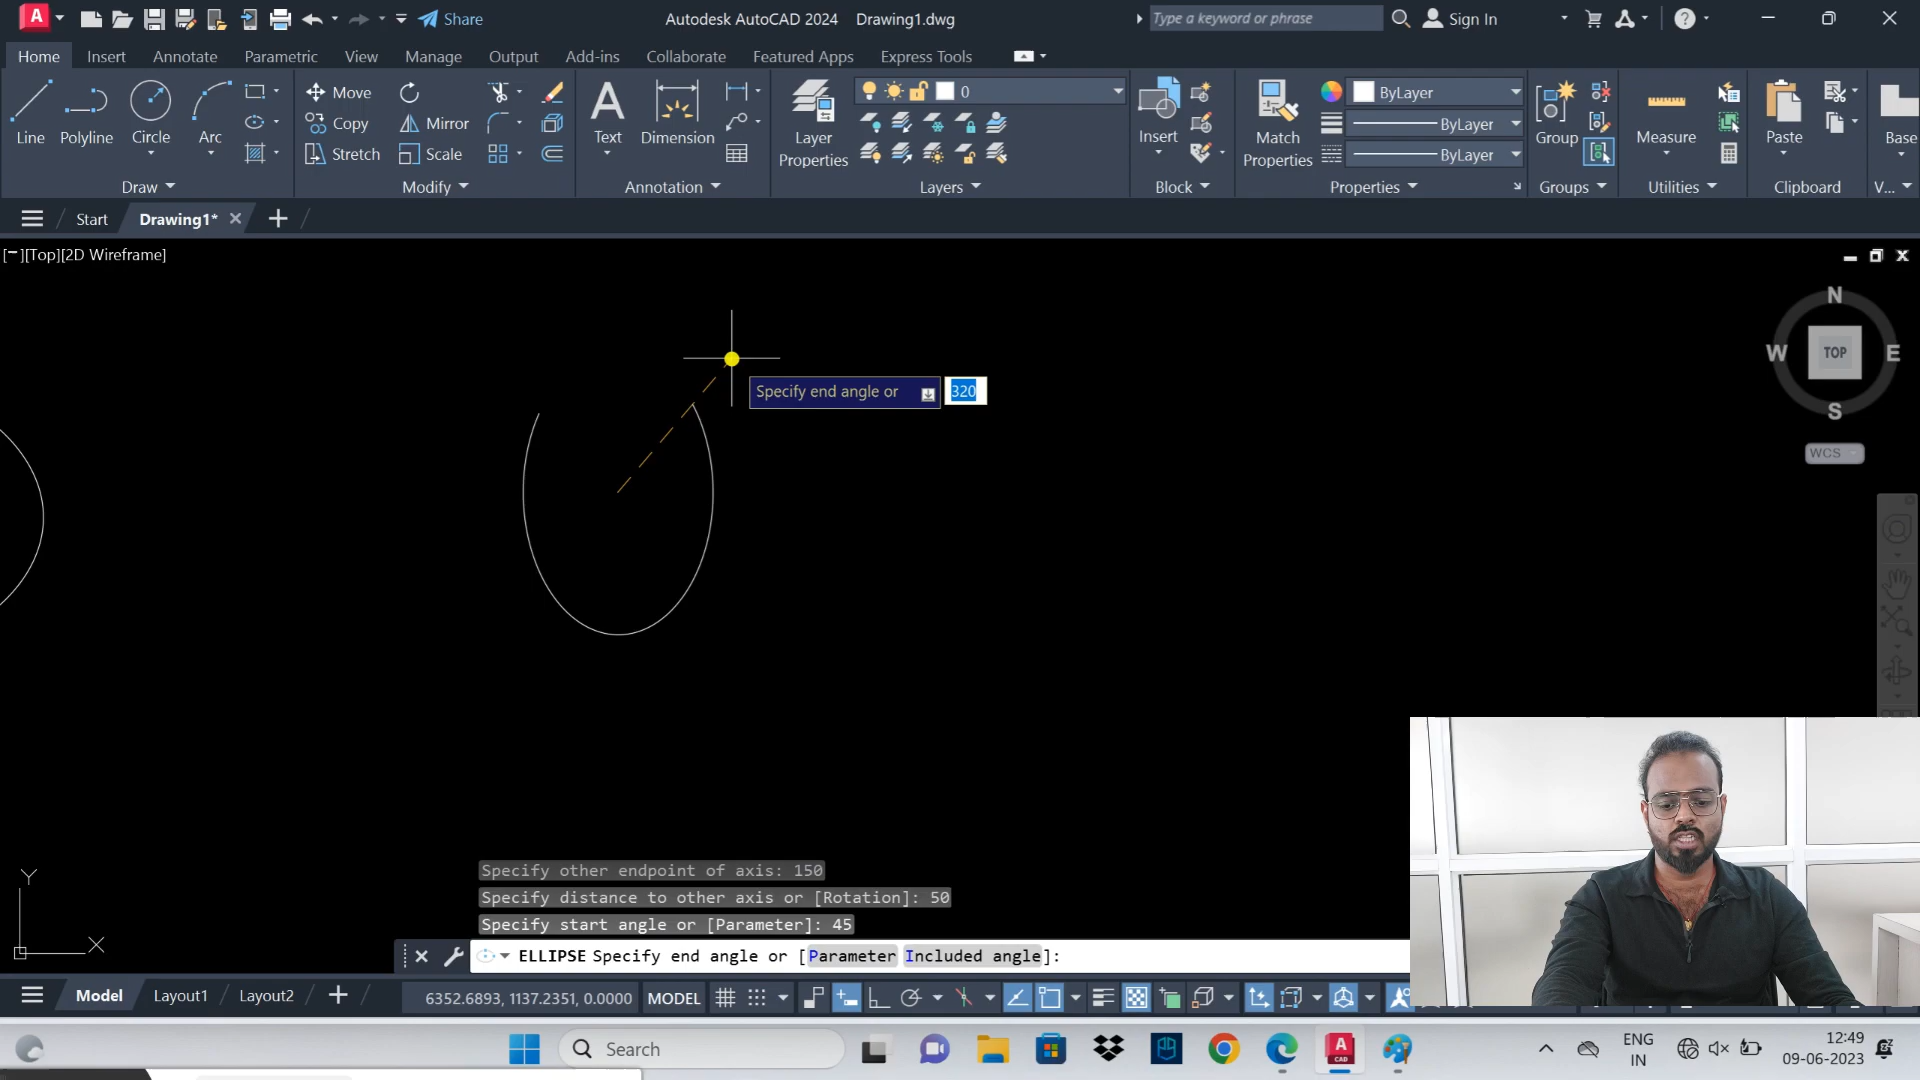 Share
Autodesk AutoCAD 2024 Drawing1.dwg
Type a keyword or phrase
Sign In
Home Insert Annotate Parametric View Manage Output Add-ins Collaborate Featured Apps Express Tools
Line Polyline Circle Arc
Move
Copy
Stretch
Mirror
Scale
Text
Dimension
Layer
Properties
0
Insert
Match
Properties
ByLayer
ByLayer
ByLayer
Group
Measure
Paste
Base
Draw Modify Annotation Layers Block Properties Groups Utilities Clipboard V...
Start Drawing1*
[−][Top][2D Wireframe]
N
W TOP E
S
WCS
Specify end angle or 320
Y
X
Specify other endpoint of axis: 150
Specify distance to other axis or [Rotation]: 50
Specify start angle or [Parameter]: 45
ELLIPSE Specify end angle or [Parameter Included angle]:
Model Layout1 Layout2
6352.6893, 1137.2351, 0.0000 MODEL
Search
ENG
IN
12:49
09-06-2023